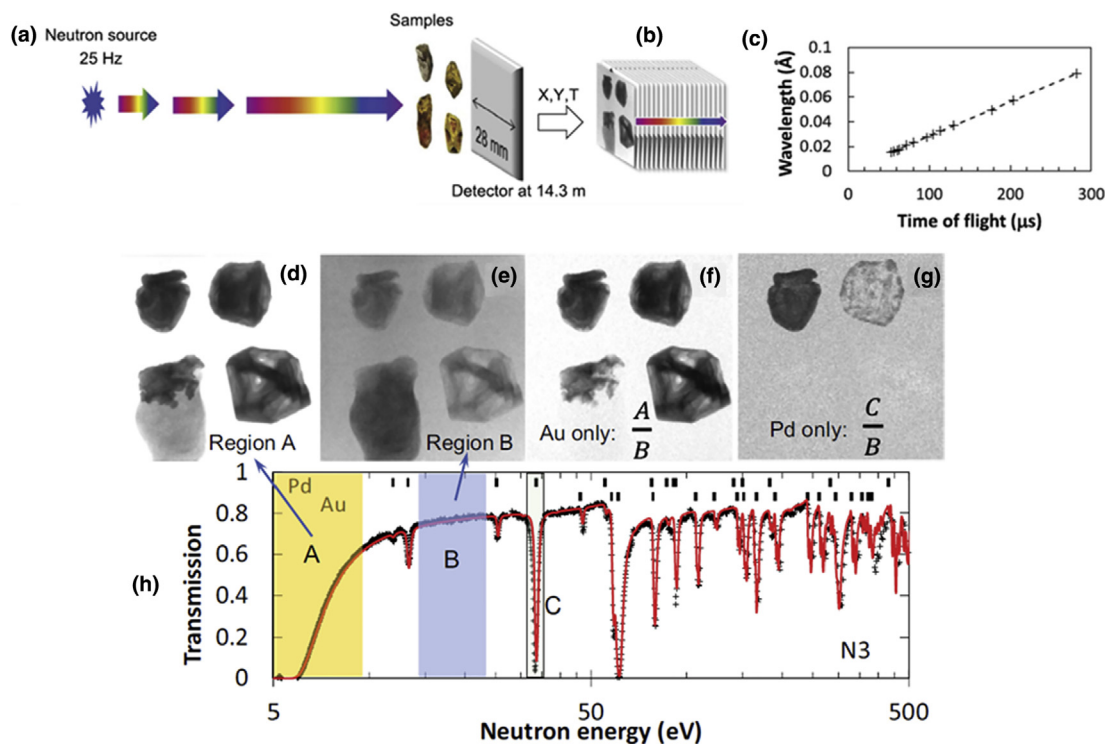 (a)
Neutron source
25 Hz
Samples
28 mm
Detector at 14.3 m
X,Y,T
(b)
(c)
Wavelength (Å)
0.1
0.08
0.06
0.04
0.02
0
0
100
200
300
Time of flight (μs)
(d)
Region A
(e)
Region B
(f)
Au only: A/B
(g)
Pd only: C/B
(h)
Transmission
1
0.8
0.6
0.4
0.2
0
Pd
Au
A
B
C
N3
5
50
500
Neutron energy (eV)